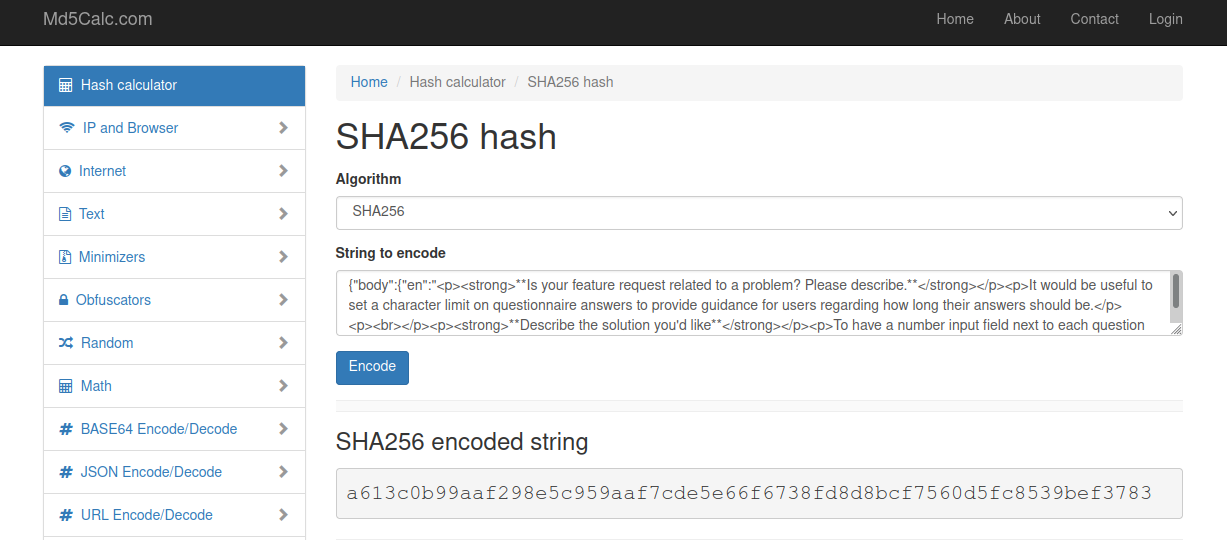 Md5Calc.com
Home About Contact Login
Hash calculator
IP and Browser
Internet
Text
Minimizers
Obfuscators
Random
Math
BASE64 Encode/Decode
JSON Encode/Decode
URL Encode/Decode
Home / Hash calculator / SHA256 hash
SHA256 hash
Algorithm
SHA256
String to encode
{"body":{"en":"<p><strong>**Is your feature request related to a problem? Please describe.**</strong></p><p>It would be useful to
set a character limit on questionnaire answers to provide guidance for users regarding how long their answers should be.</p>
<p><br></p><p><strong>**Describe the solution you'd like**</strong></p><p>To have a number input field next to each question
Encode
SHA256 encoded string
a613c0b99aaf298e5c959aaf7cde5e66f6738fd8d8bcf7560d5fc8539bef3783